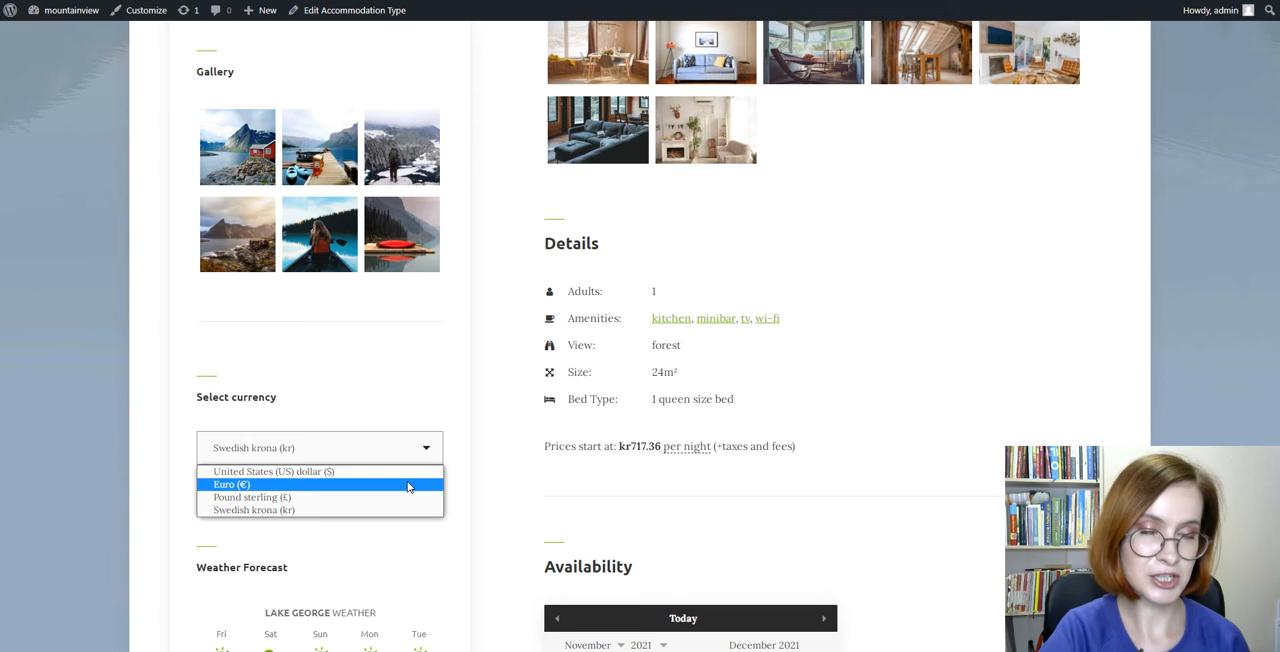 mountainview Customize 1 0 New Edit Accommodation Type Howdy, admin
Gallery
Select currency
Swedish krona (kr)
United States (US) dollar ($)
Euro (€)
Pound sterling (£)
Swedish krona (kr)
Weather Forecast
LAKE GEORGE WEATHER
Fri Sat Sun Mon Tue
Details
Adults: 1
Amenities: kitchen, minibar, tv, wi-fi
View: forest
Size: 24m²
Bed Type: 1 queen size bed
Prices start at: kr717.36 per night (+taxes and fees)
Availability
Today
November 2021 December 2021